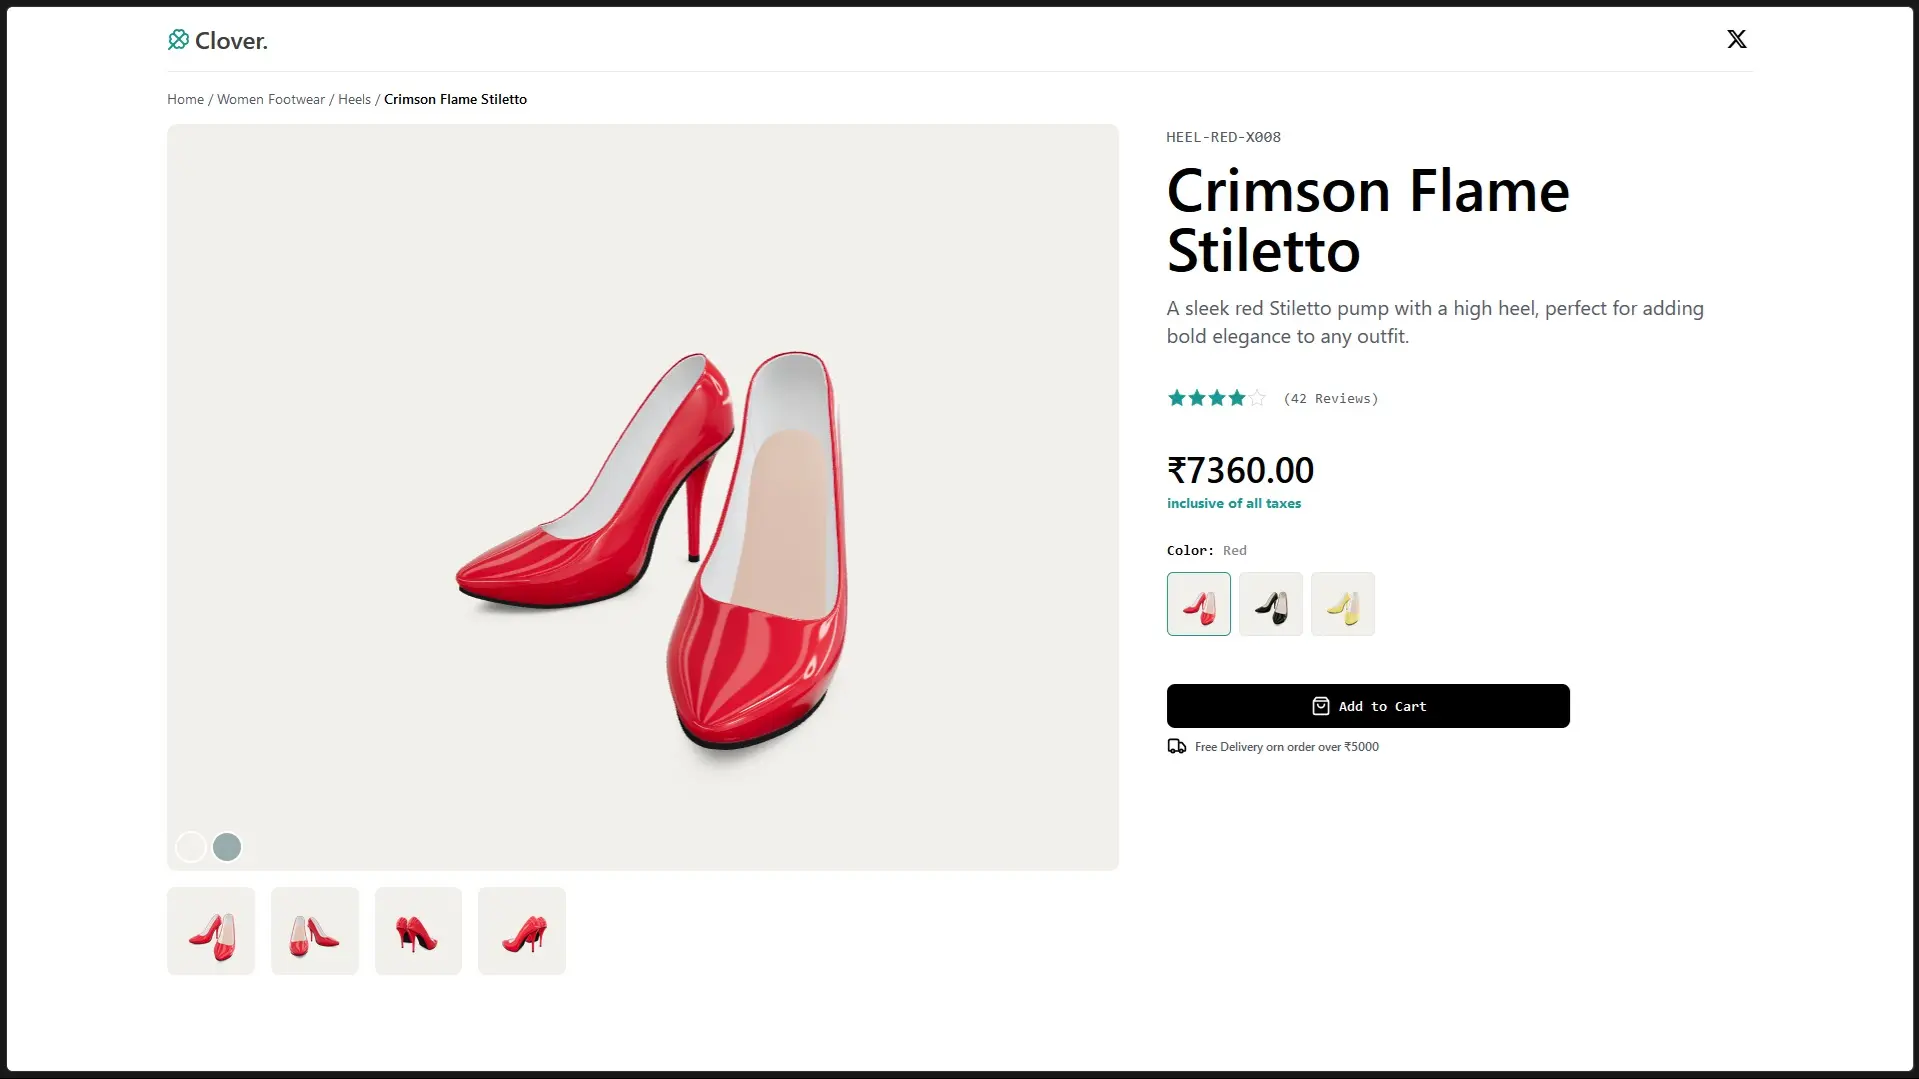 Clover.
Home / Women Footwear / Heels / Crimson Flame Stiletto
HEEL-RED-X008
Crimson Flame
Stiletto
A sleek red Stiletto pump with a high heel, perfect for adding
bold elegance to any outfit.
(42 Reviews)
₹7360.00
inclusive of all taxes
Color: Red
Add to Cart
Free Delivery orn order over ₹5000